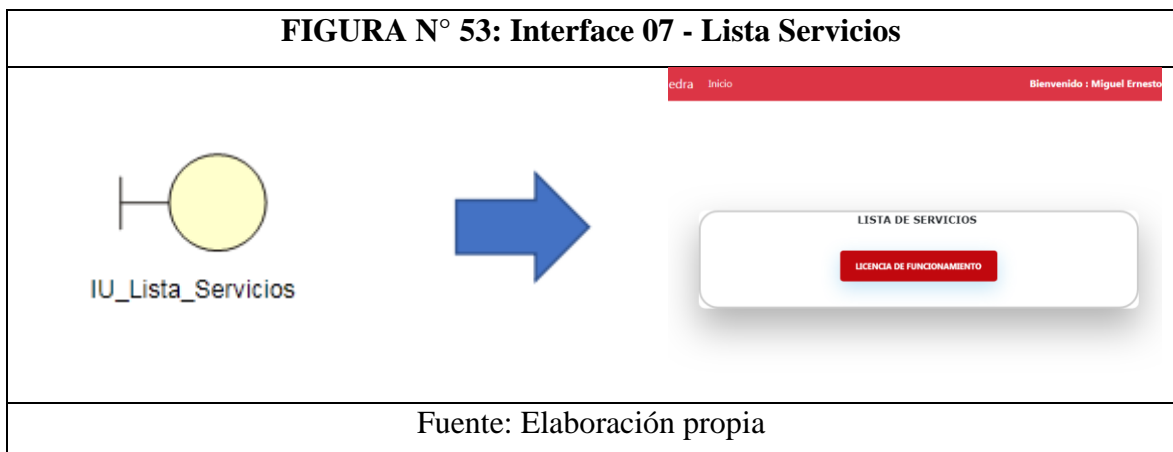 FIGURA N° 53: Interface 07 - Lista Servicios
edra Inicio Bienvenido : Miguel Ernesto
LISTA DE SERVICIOS
LICENCIA DE FUNCIONAMIENTO
IU_Lista_Servicios
Fuente: Elaboración propia